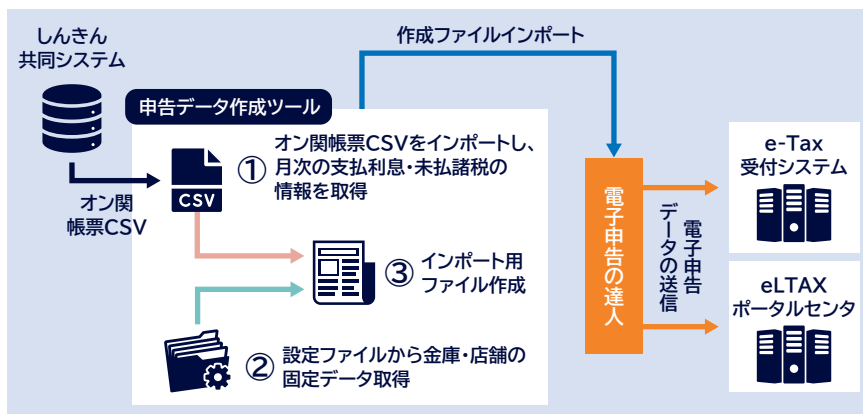 しんきん
共同システム
作成ファイルインポート
申告データ作成ツール
オン関
帳票CSV
CSV
① オン関帳票CSVをインポートし、
月次の支払利息・未払諸税の
情報を取得
③ インポート用
ファイル作成
② 設定ファイルから金庫・店舗の
固定データ取得
電子申告の達人
電子申告
データの送信
e-Tax
受付システム
eLTAX
ポータルセンタ